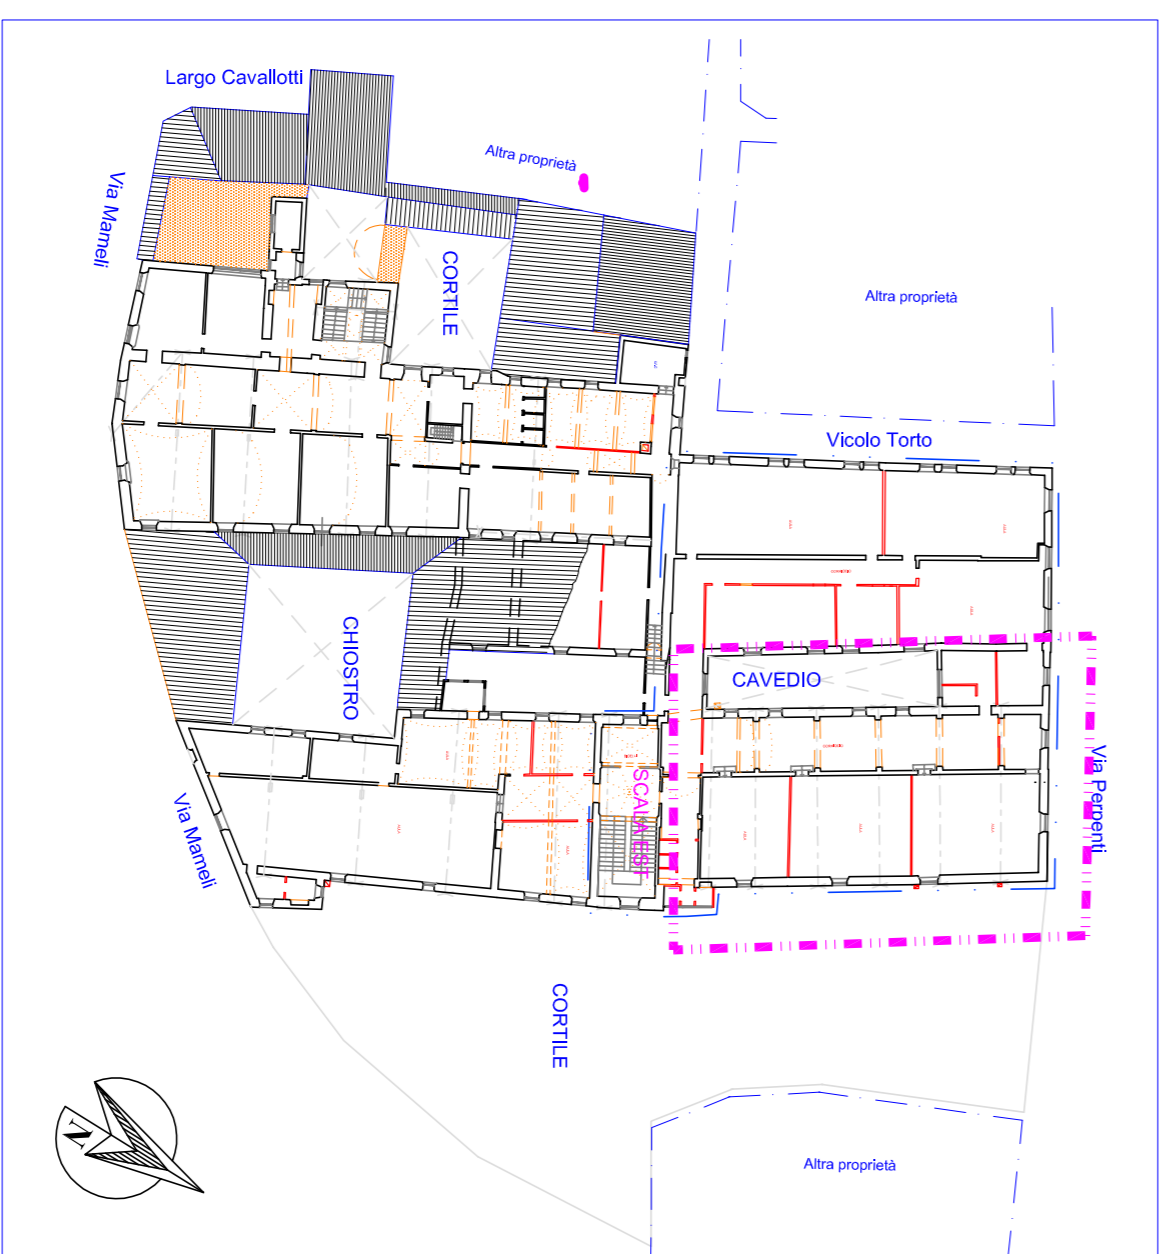 Largo Cavallotti
Altra proprietà
Via Mameli
CORTILE
Altra proprietà
Vicolo Torto
CHIOSTRO
CAVEDIO
SCALA EST
Via Perpenti
Via Mameli
CORTILE
N
Altra proprietà